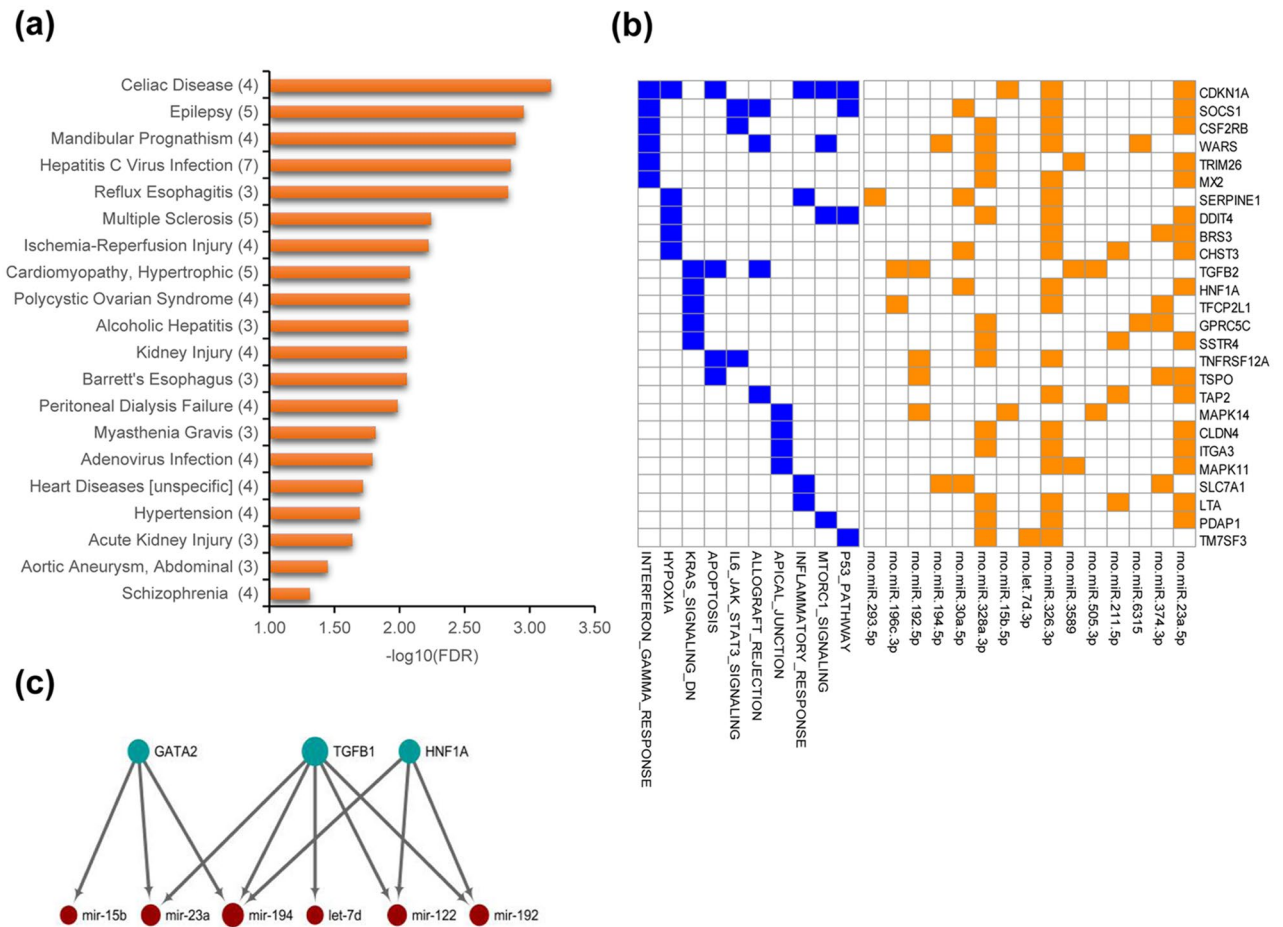 (a)
Celiac Disease (4)
Epilepsy (5)
Mandibular Prognathism (4)
Hepatitis C Virus Infection (7)
Reflux Esophagitis (3)
Multiple Sclerosis (5)
Ischemia-Reperfusion Injury (4)
Cardiomyopathy, Hypertrophic (5)
Polycystic Ovarian Syndrome (4)
Alcoholic Hepatitis (3)
Kidney Injury (4)
Barrett's Esophagus (3)
Peritoneal Dialysis Failure (4)
Myasthenia Gravis (3)
Adenovirus Infection (4)
Heart Diseases [unspecific] (4)
Hypertension (4)
Acute Kidney Injury (3)
Aortic Aneurysm, Abdominal (3)
Schizophrenia (4)
1.00 1.50 2.00 2.50 3.00 3.50
-log10(FDR)
(b)
CDKN1A
SOCS1
CSF2RB
WARS
TRIM26
MX2
SERPINE1
DDIT4
BRS3
CHST3
TGFB2
HNF1A
TFCP2L1
GPRC5C
SSTR4
TNFRSF12A
TSPO
TAP2
MAPK14
CLDN4
ITGA3
MAPK11
SLC7A1
LTA
PDAP1
TM7SF3
INTERFERON_GAMMA_RESPONSE
HYPOXIA
KRAS_SIGNALING_DN
APOPTOSIS
IL6_JAK_STAT3_SIGNALING
ALLOGRAFT_REJECTION
APICAL_JUNCTION
INFLAMMATORY_RESPONSE
MTORC1_SIGNALING
P53_PATHWAY
rno.miR.293.5p
rno.miR.196c.3p
rno.miR.192.5p
rno.miR.194.5p
rno.miR.30a.5p
rno.miR.328a.3p
rno.miR.15b.5p
rno.let.7d.3p
rno.miR.326.3p
rno.miR.3589
rno.miR.505.3p
rno.miR.211.5p
rno.miR.6315
rno.miR.374.3p
rno.miR.23a.5p
(c)
GATA2
TGFB1
HNF1A
mir-15b
mir-23a
mir-194
let-7d
mir-122
mir-192